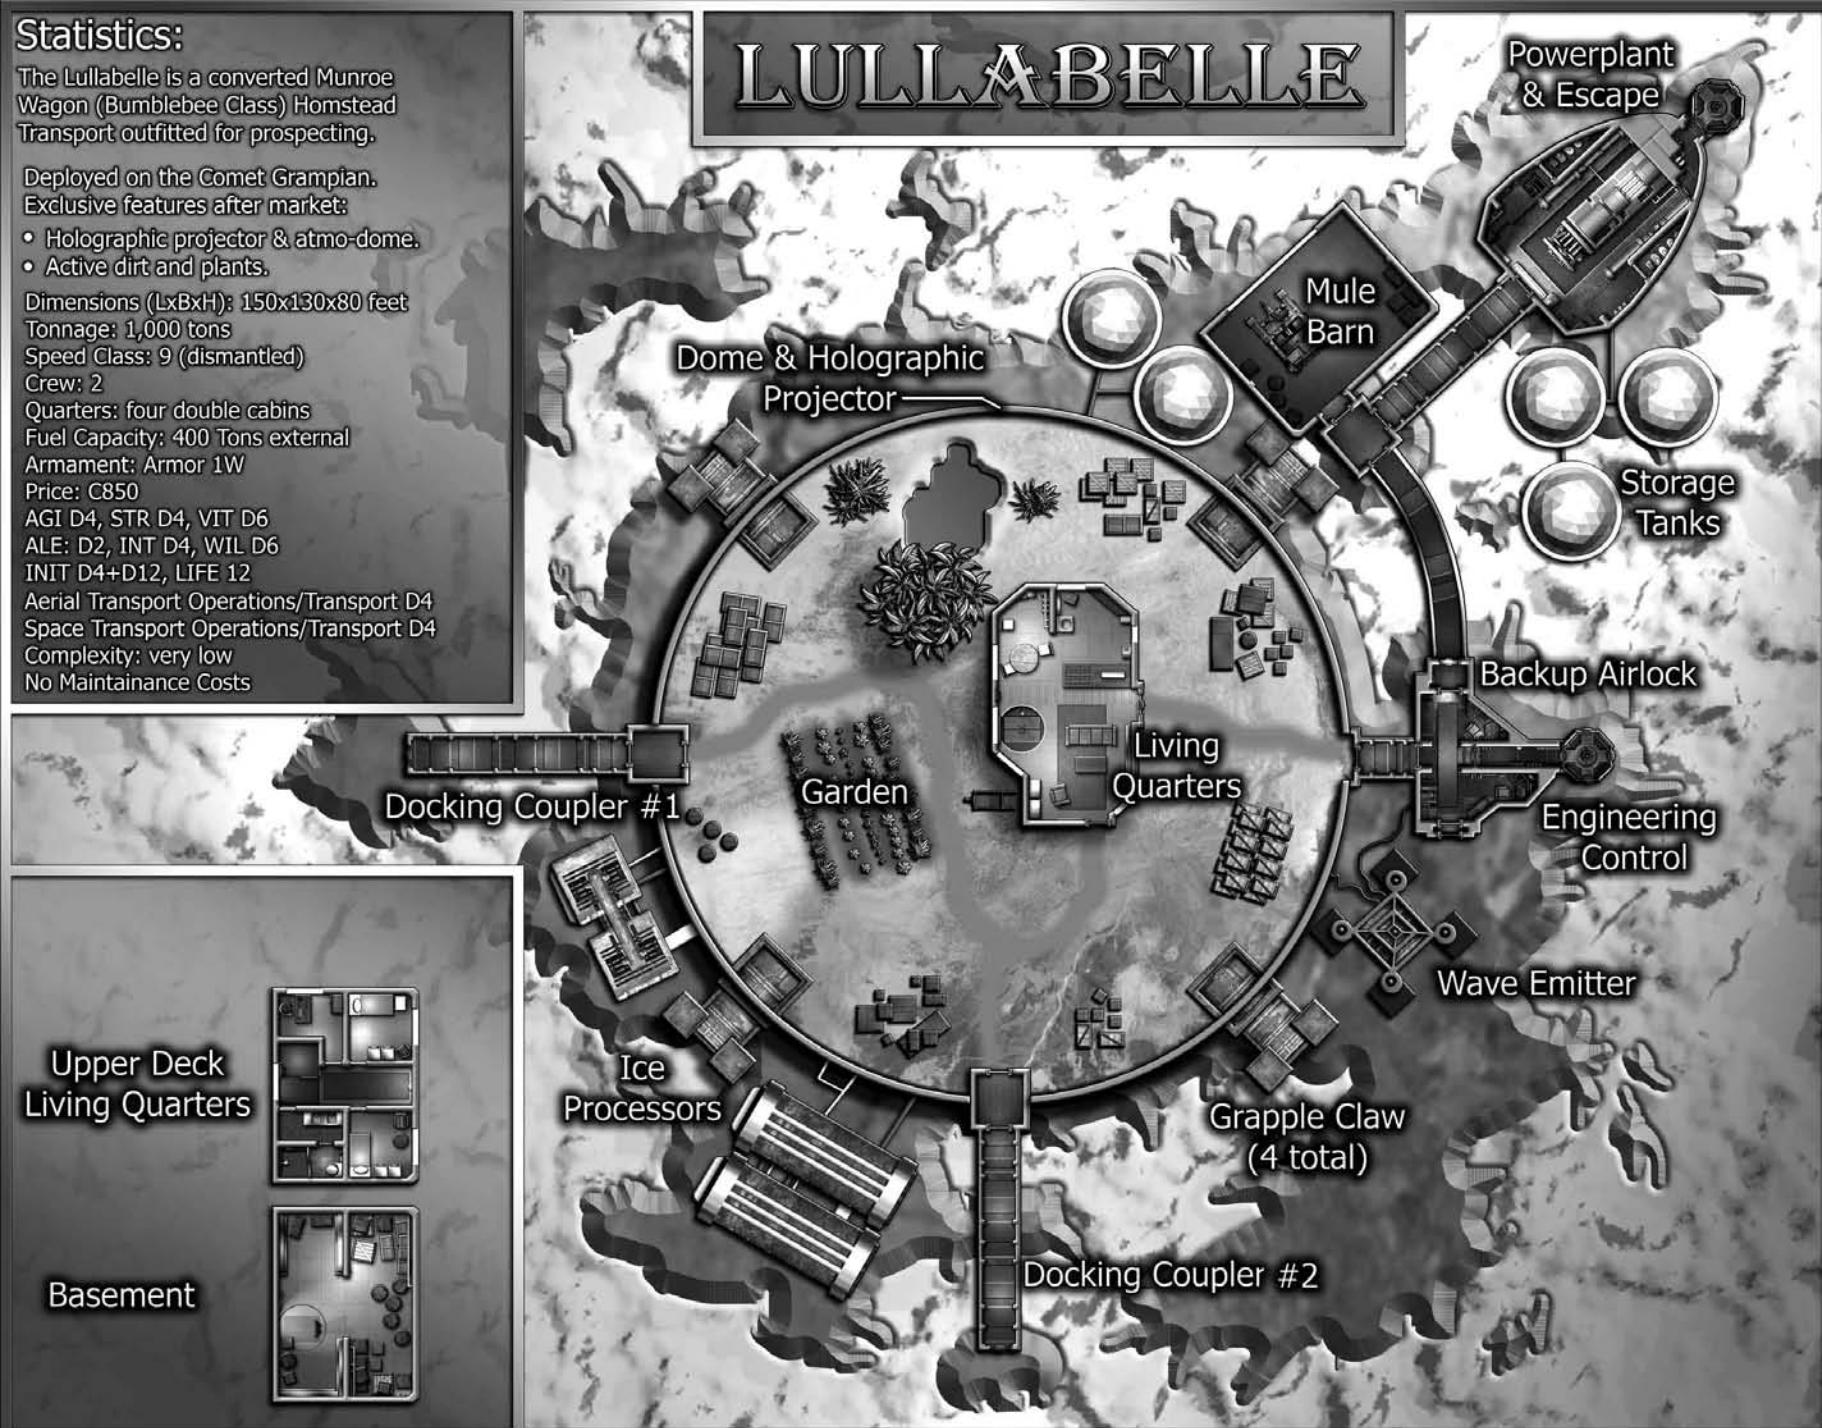 Statistics:
The Lullabelle is a converted Munroe
Wagon (Bumblebee Class) Homstead
Transport outfitted for prospecting.
Deployed on the Comet Grampian.
Exclusive features after market:
• Holographic projector & atmo-dome.
• Active dirt and plants.
Dimensions (LxBxH): 150x130x80 feet
Tonnage: 1,000 tons
Speed Class: 9 (dismantled)
Crew: 2
Quarters: four double cabins
Fuel Capacity: 400 Tons external
Armament: Armor 1W
Price: C850
AGI D4, STR D4, VIT D6
ALE: D2, INT D4, WIL D6
INIT D4+D12, LIFE 12
Aerial Transport Operations/Transport D4
Space Transport Operations/Transport D4
Complexity: very low
No Maintainance Costs
LULLABELLE
Powerplant
& Escape
Mule
Barn
Dome & Holographic
Projector
Storage
Tanks
Backup Airlock
Living
Quarters
Garden
Docking Coupler #1
Engineering
Control
Wave Emitter
Ice
Processors
Grapple Claw
(4 total)
Docking Coupler #2
Upper Deck
Living Quarters
Basement